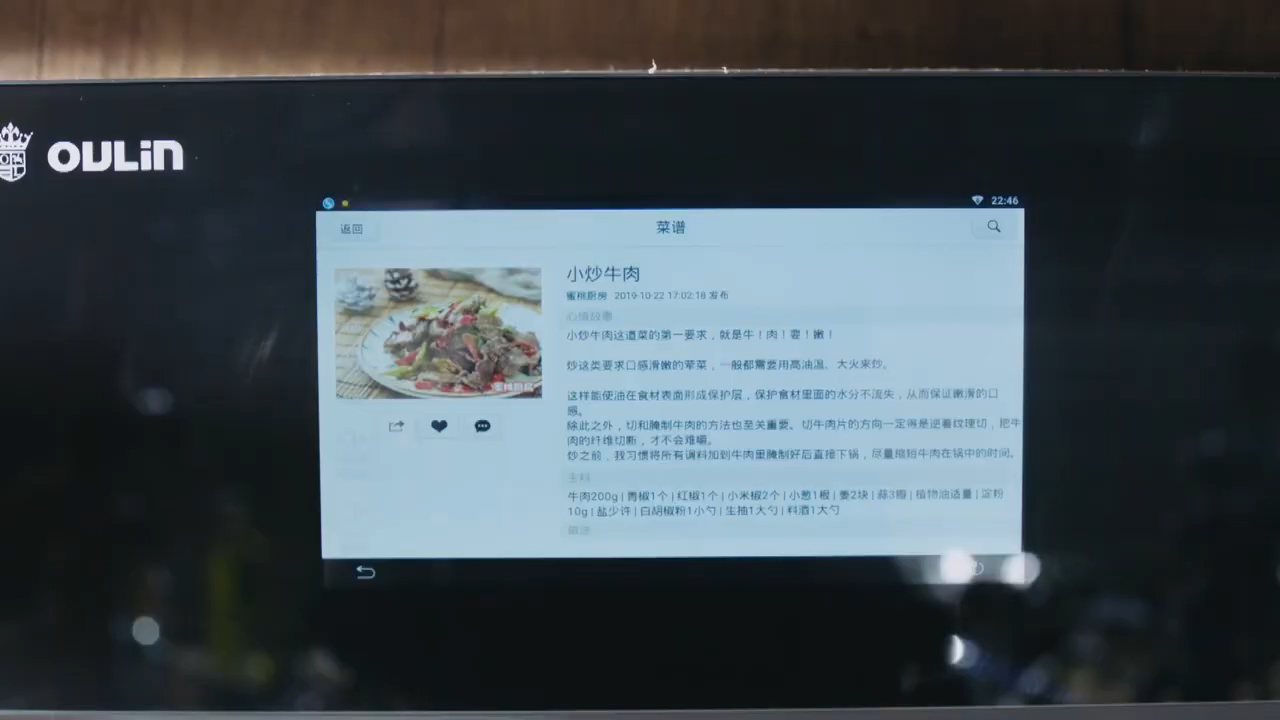 OULin
22:46
返回
菜谱
小炒牛肉
蜜桃厨房 2019-10-22 17:02:18 发布
心情故事
小炒牛肉这道菜的第一要求，就是牛！肉！要！嫩！
炒这类要求口感滑嫩的荤菜，一般都需要用高油温、大火来炒。
这样能使油在食材表面形成保护层，保护食材里面的水分不流失，从而保证嫩滑的口
感。
除此之外，切和腌制牛肉的方法也至关重要。切牛肉片的方向一定得是逆着纹理切，把牛
肉的纤维切断，才不会难嚼。
炒之前，我习惯将所有调料加到牛肉里腌制好后直接下锅，尽量缩短牛肉在锅中的时间。
主料
牛肉200g | 青椒1个 | 红椒1个 | 小米椒2个 | 小葱1根 | 姜2块 | 蒜3瓣 | 植物油适量 | 淀粉
10g | 盐少许 | 白胡椒粉1小勺 | 生抽1大勺 | 料酒1大勺
蜜桃厨房